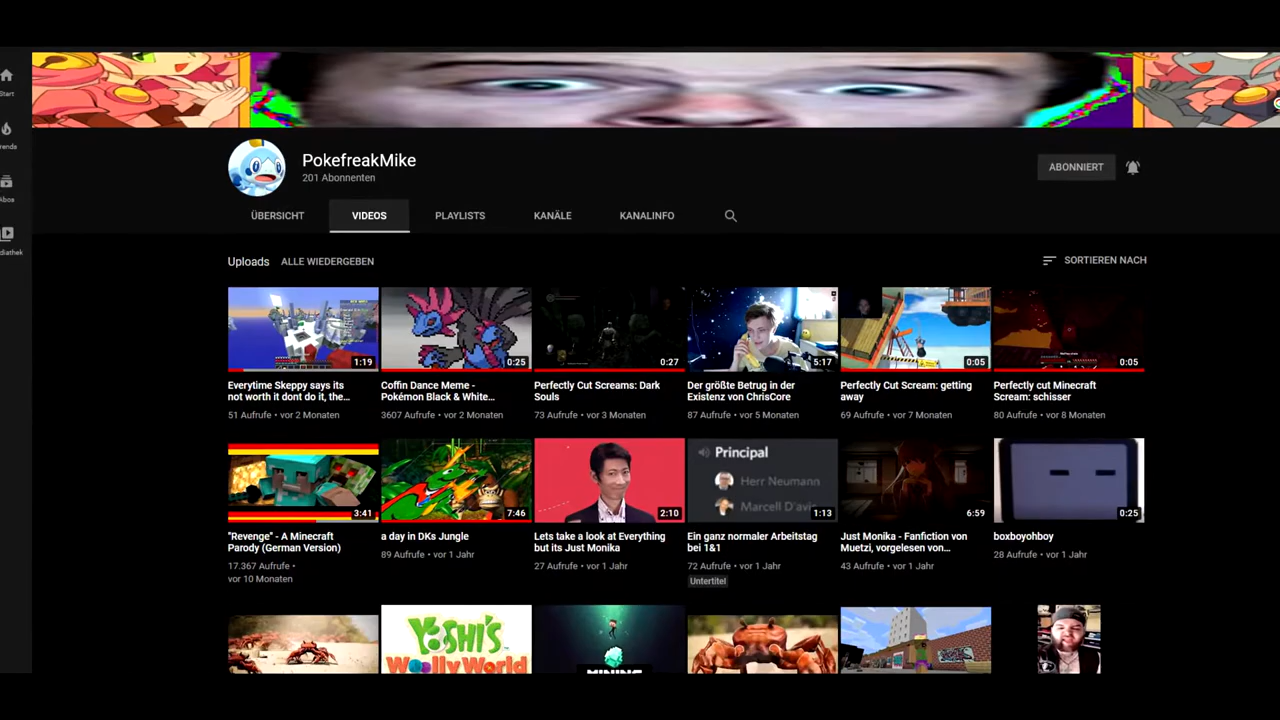 Start
rends
Abos
diathek
PokefreakMike
201 Abonnenten
ABONNIERT
ÜBERSICHT
VIDEOS
PLAYLISTS
KANÄLE
KANALINFO
Uploads
ALLE WIEDERGEBEN
SORTIEREN NACH
1:19
0:25
0:27
5:17
0:05
0:05
Everytime Skeppy says its
not worth it dont do it, the...
51 Aufrufe • vor 2 Monaten
Coffin Dance Meme -
Pokémon Black & White...
3607 Aufrufe • vor 2 Monaten
Perfectly Cut Screams: Dark
Souls
73 Aufrufe • vor 3 Monaten
Der größte Betrug in der
Existenz von ChrisCore
87 Aufrufe • vor 5 Monaten
Perfectly Cut Scream: getting
away
69 Aufrufe • vor 7 Monaten
Perfectly cut Minecraft
Scream: schisser
80 Aufrufe • vor 8 Monaten
3:41
7:46
2:10
Principal
Herr Neumann
Marcell D'avi
1:13
6:59
0:25
"Revenge" - A Minecraft
Parody (German Version)
17.367 Aufrufe •
vor 10 Monaten
a day in DKs Jungle
89 Aufrufe • vor 1 Jahr
Lets take a look at Everything
but its Just Monika
27 Aufrufe • vor 1 Jahr
Ein ganz normaler Arbeitstag
bei 1&1
72 Aufrufe • vor 1 Jahr
Untertitel
Just Monika - Fanfiction von
Muetzi, vorgelesen von...
43 Aufrufe • vor 1 Jahr
boxboyohboy
28 Aufrufe • vor 1 Jahr
YOSHI'S
Woolly World
MINING